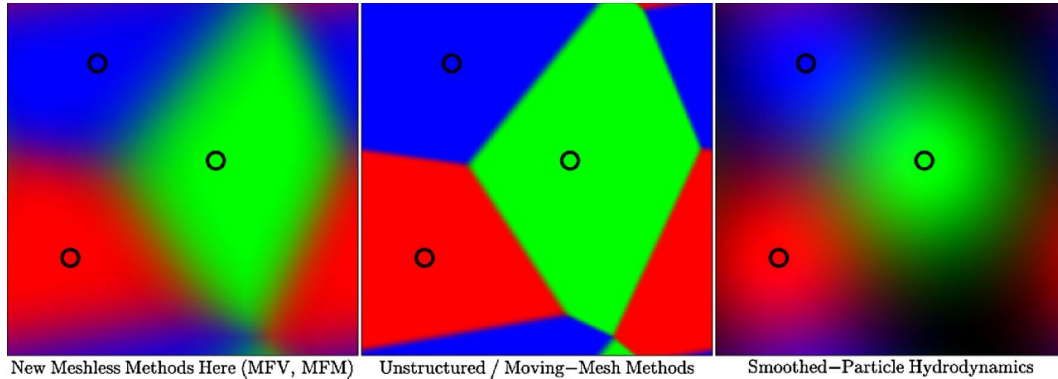 New Meshless Methods Here (MFV, MFM)
Unstructured / Moving−Mesh Methods
Smoothed−Particle Hydrodynamics